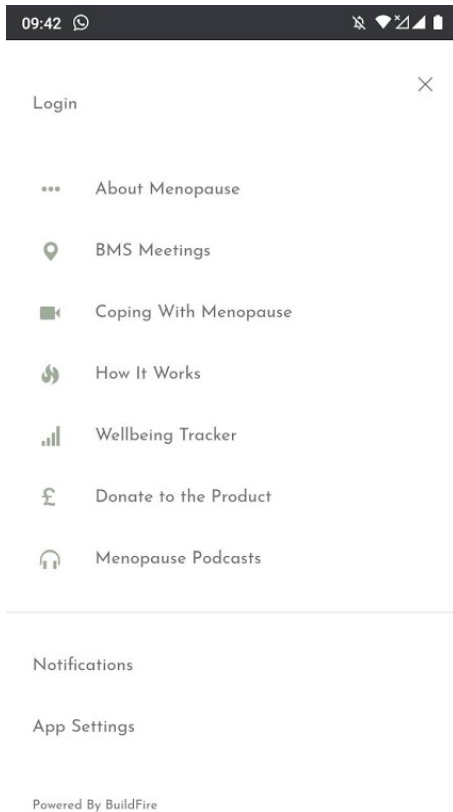 09:42
Login
About Menopause
BMS Meetings
Coping With Menopause
How It Works
Wellbeing Tracker
£ Donate to the Product
Menopause Podcasts
Notifications
App Settings
Powered By BuildFire